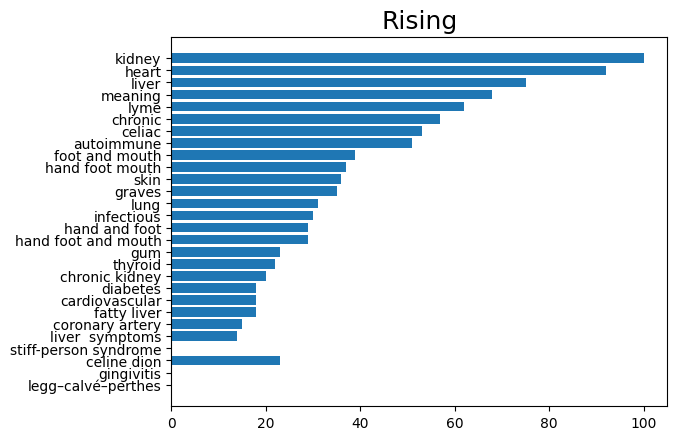 Rising
kidney
heart
liver
meaning
lyme
chronic
celiac
autoimmune
foot and mouth
hand foot mouth
skin
graves
lung
infectious
hand and foot
hand foot and mouth
gum
thyroid
chronic kidney
diabetes
cardiovascular
fatty liver
coronary artery
liver  symptoms
stiff-person syndrome
celine dion
gingivitis
legg–calvé–perthes
0 20 40 60 80 100